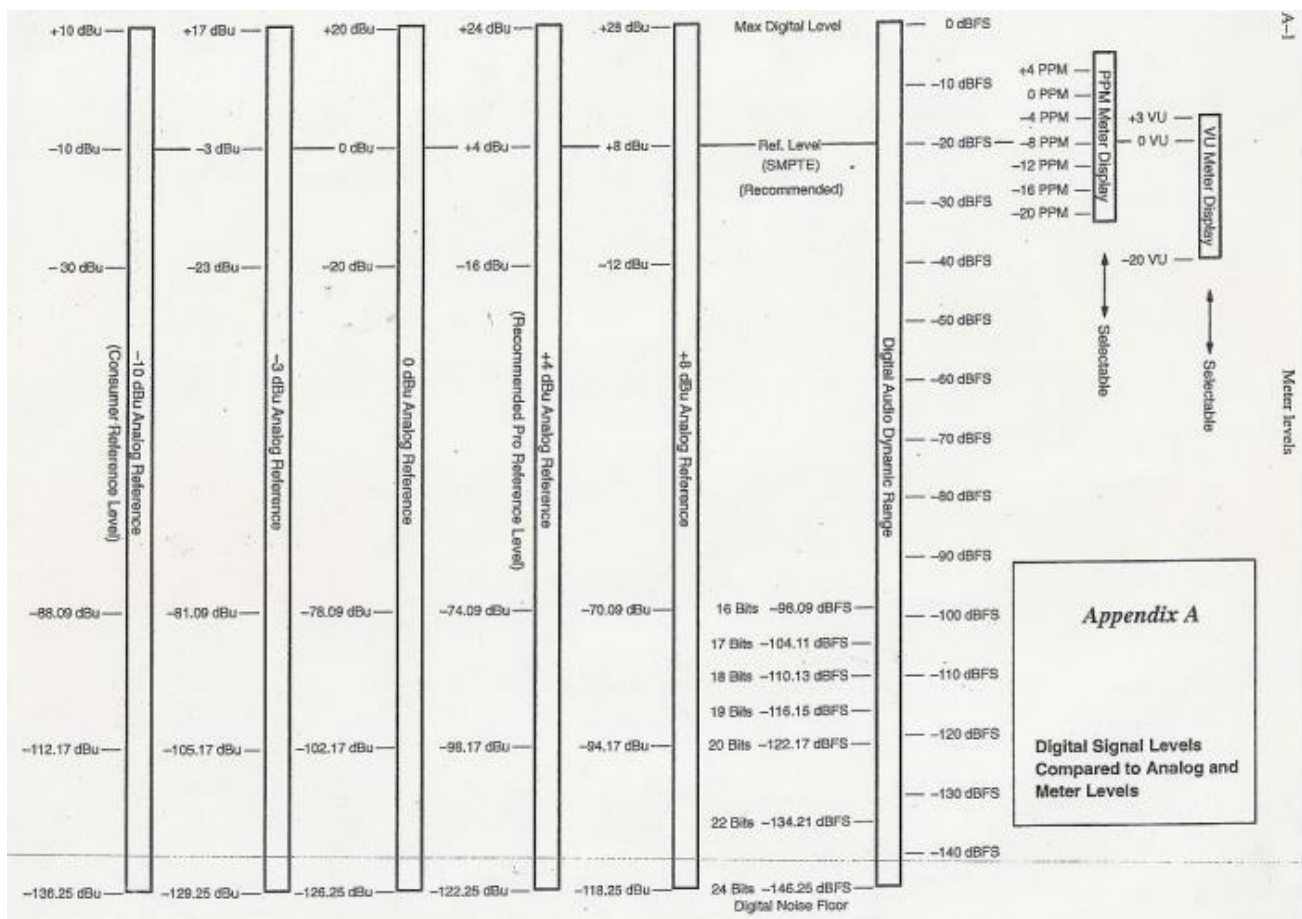 +10 dBu
–10 dBu
–30 dBu
–88.09 dBu
–112.17 dBu
–136.25 dBu
–10 dBu Analog Reference
(Consumer Reference Level)
+17 dBu
–3 dBu
–23 dBu
–81.09 dBu
–105.17 dBu
–129.25 dBu
–3 dBu Analog Reference
+20 dBu
0 dBu
–20 dBu
–78.09 dBu
–102.17 dBu
–126.25 dBu
0 dBu Analog Reference
+24 dBu
+4 dBu
–16 dBu
–74.09 dBu
–98.17 dBu
–122.25 dBu
+4 dBu Analog Reference
(Recommended Pro Reference Level)
+28 dBu
+8 dBu
–12 dBu
–70.09 dBu
–94.17 dBu
–118.25 dBu
+8 dBu Analog Reference
Max Digital Level
Ref. Level
(SMPTE)
(Recommended)
16 Bits –98.09 dBFS
17 Bits –104.11 dBFS
18 Bits –110.13 dBFS
19 Bits –116.15 dBFS
20 Bits –122.17 dBFS
22 Bits –134.21 dBFS
24 Bits –146.25 dBFS
Digital Noise Floor
Digital Audio Dynamic Range
0 dBFS
–10 dBFS
–20 dBFS
–30 dBFS
–40 dBFS
–50 dBFS
–60 dBFS
–70 dBFS
–80 dBFS
–90 dBFS
–100 dBFS
–110 dBFS
–120 dBFS
–130 dBFS
–140 dBFS
+4 PPM
0 PPM
–4 PPM
–8 PPM
–12 PPM
–16 PPM
–20 PPM
PPM Meter Display
Selectable
+3 VU
0 VU
–20 VU
VU Meter Display
Selectable
Appendix A
Digital Signal Levels
Compared to Analog and
Meter Levels
A–1
Meter levels